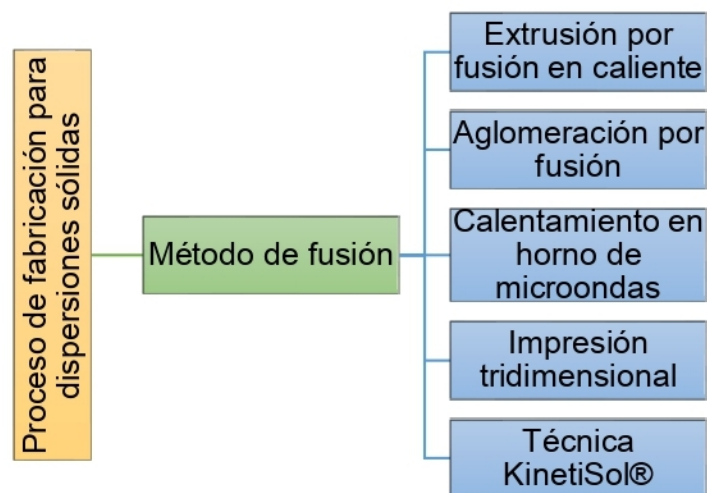 Proceso de fabricación para
dispersiones sólidas
Método de fusión
Extrusión por
fusión en caliente
Aglomeración por
fusión
Calentamiento en
horno de
microondas
Impresión
tridimensional
Técnica
KinetiSol®